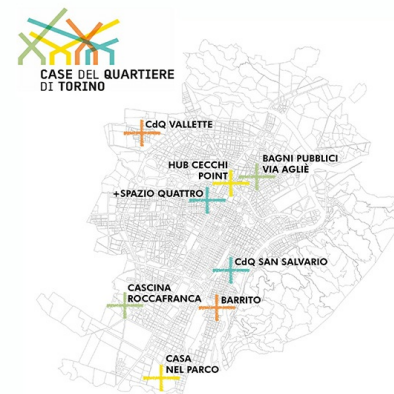 CASE DEL QUARTIERE
DI TORINO
CdQ VALLETTE
HUB CECCHI
POINT
BAGNI PUBBLICI
VIA AGLIÈ
+SPAZIO QUATTRO
CdQ SAN SALVARIO
CASCINA
ROCCAFRANCA
BARRITO
CASA
NEL PARCO